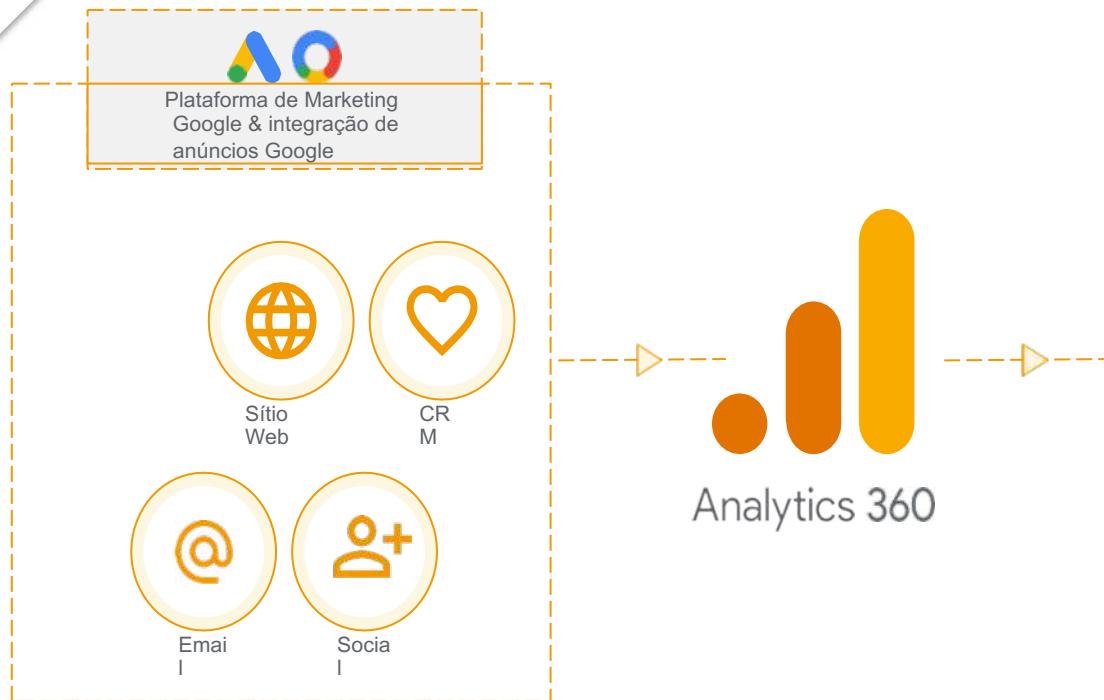 Plataforma de Marketing
Google & integração de
anúncios Google
Sítio
Web
CR
M
Emai
l
Socia
l
Analytics 360